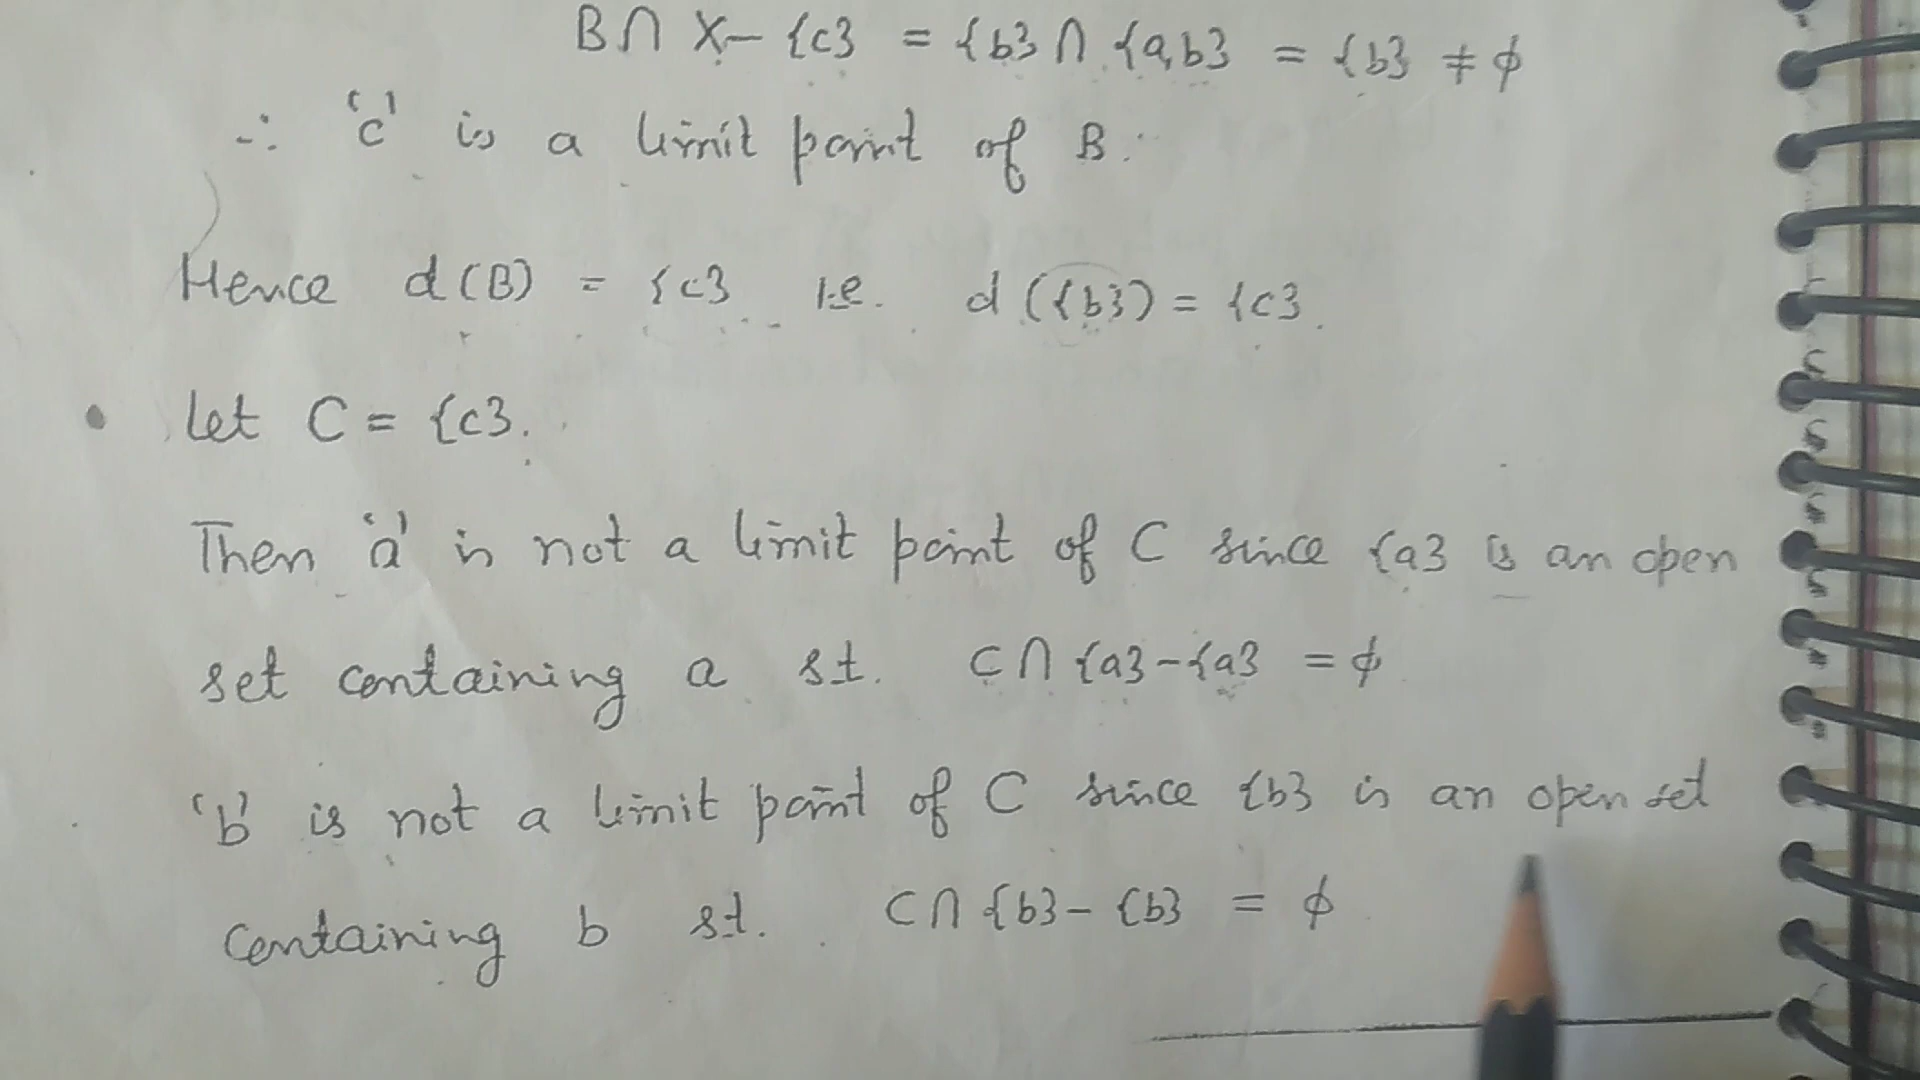 B∩ X- {c} = {b} ∩ {a,b} = {b} ≠ ϕ
∴ 'c' is a limit point of B.
Hence d(B) = {c} i.e. d({b}) = {c}.
• Let C = {c}.
Then 'a' is not a limit point of C since {a} is an open
set containing a s.t. C∩{a}-{a} = ϕ
'b' is not a limit point of C since {b} is an open set
containing b s.t. C∩{b}-{b} = ϕ